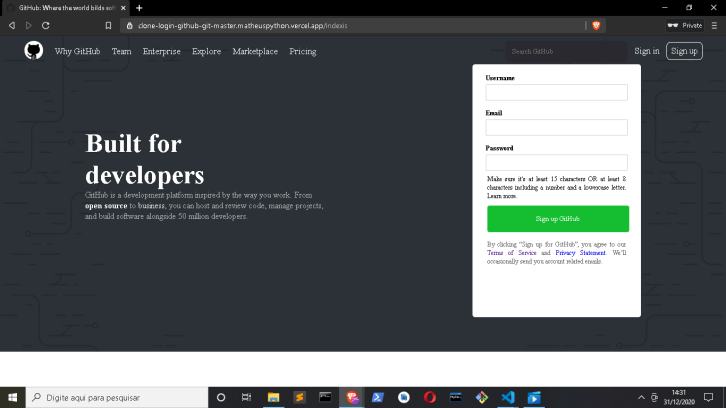 GitHub: Where the world bilds soft
clone-login-github-git-master.matheuspython.vercel.app/indexis
Private
Why GitHub Team Enterprise Explore Marketplace Pricing
Search GitHub
Sign in Sign up
Built for
developers
GitHub is a development platform inspired by the way you work. From
open source to business, you can host and review code, manage projects,
and build software alongside 50 million developers.
Username
Email
Password
Make sure it's at least 15 characters OR at least 8
characters including a number and a lowercase letter.
Learn more.
Sign up GitHub
By clicking "Sign up for GitHub", you agree to our
Terms of Service and Privacy Statement. We'll
occasionally send you account related emails.
Digite aqui para pesquisar
14:31
31/12/2020